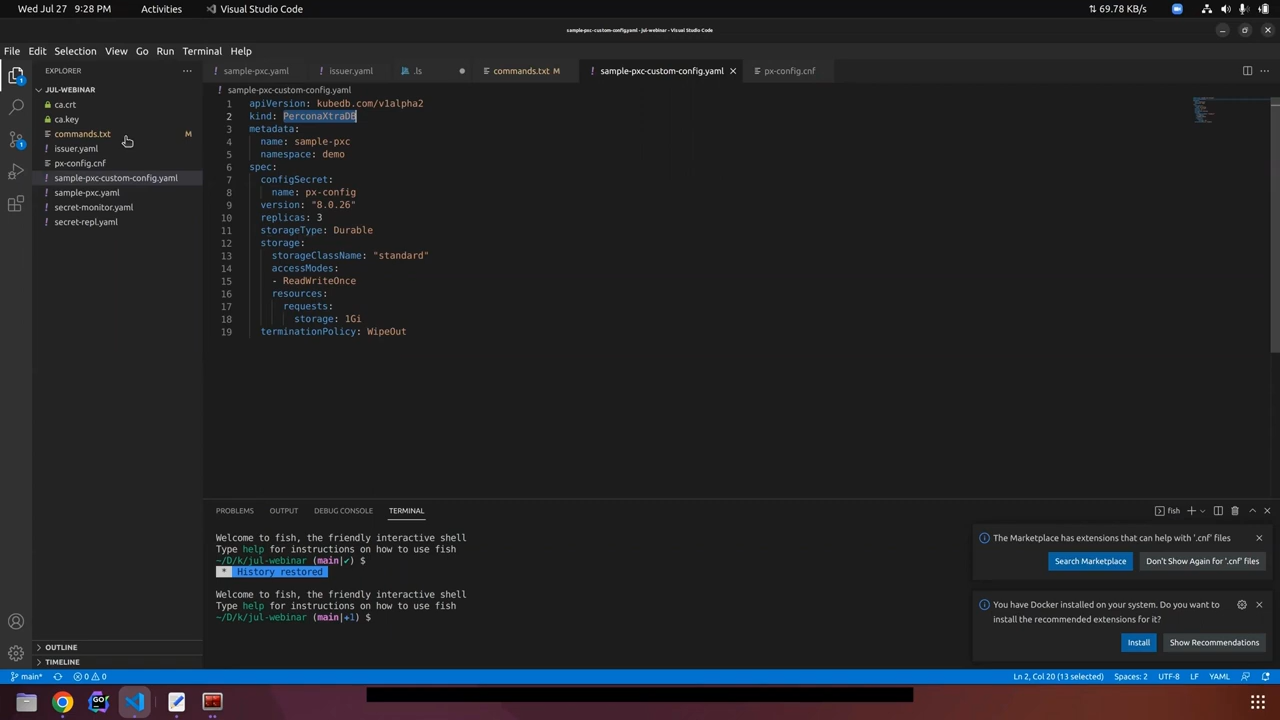 Wed Jul 27 9:28 PM Activities Visual Studio Code 69.78 KB/s
sample-pxc-custom-config.yaml - jul-webinar - Visual Studio Code
File Edit Selection View Go Run Terminal Help
EXPLORER
JUL-WEBINAR
ca.crt
ca.key
commands.txt M
issuer.yaml
px-config.cnf
sample-pxc-custom-config.yaml
sample-pxc.yaml
secret-monitor.yaml
secret-repl.yaml
OUTLINE
TIMELINE
sample-pxc.yaml issuer.yaml .ls commands.txt M sample-pxc-custom-config.yaml px-config.cnf
sample-pxc-custom-config.yaml
1 apiVersion: kubedb.com/v1alpha2
2 kind: PerconaXtraDB
3 metadata:
4 name: sample-pxc
5 namespace: demo
6 spec:
7 configSecret:
8 name: px-config
9 version: "8.0.26"
10 replicas: 3
11 storageType: Durable
12 storage:
13 storageClassName: "standard"
14 accessModes:
15 - ReadWriteOnce
16 resources:
17 requests:
18 storage: 1Gi
19 terminationPolicy: WipeOut
PROBLEMS OUTPUT DEBUG CONSOLE TERMINAL fish
Welcome to fish, the friendly interactive shell
Type help for instructions on how to use fish
~/D/k/jul-webinar (main|✔) $
* History restored
Welcome to fish, the friendly interactive shell
Type help for instructions on how to use fish
~/D/k/jul-webinar (main|✚1) $
The Marketplace has extensions that can help with '.cnf' files
Search Marketplace Don't Show Again for '.cnf' files
You have Docker installed on your system. Do you want to
install the recommended extensions for it?
Install Show Recommendations
main* 0 0 Ln 2, Col 20 (13 selected) Spaces: 2 UTF-8 LF YAML